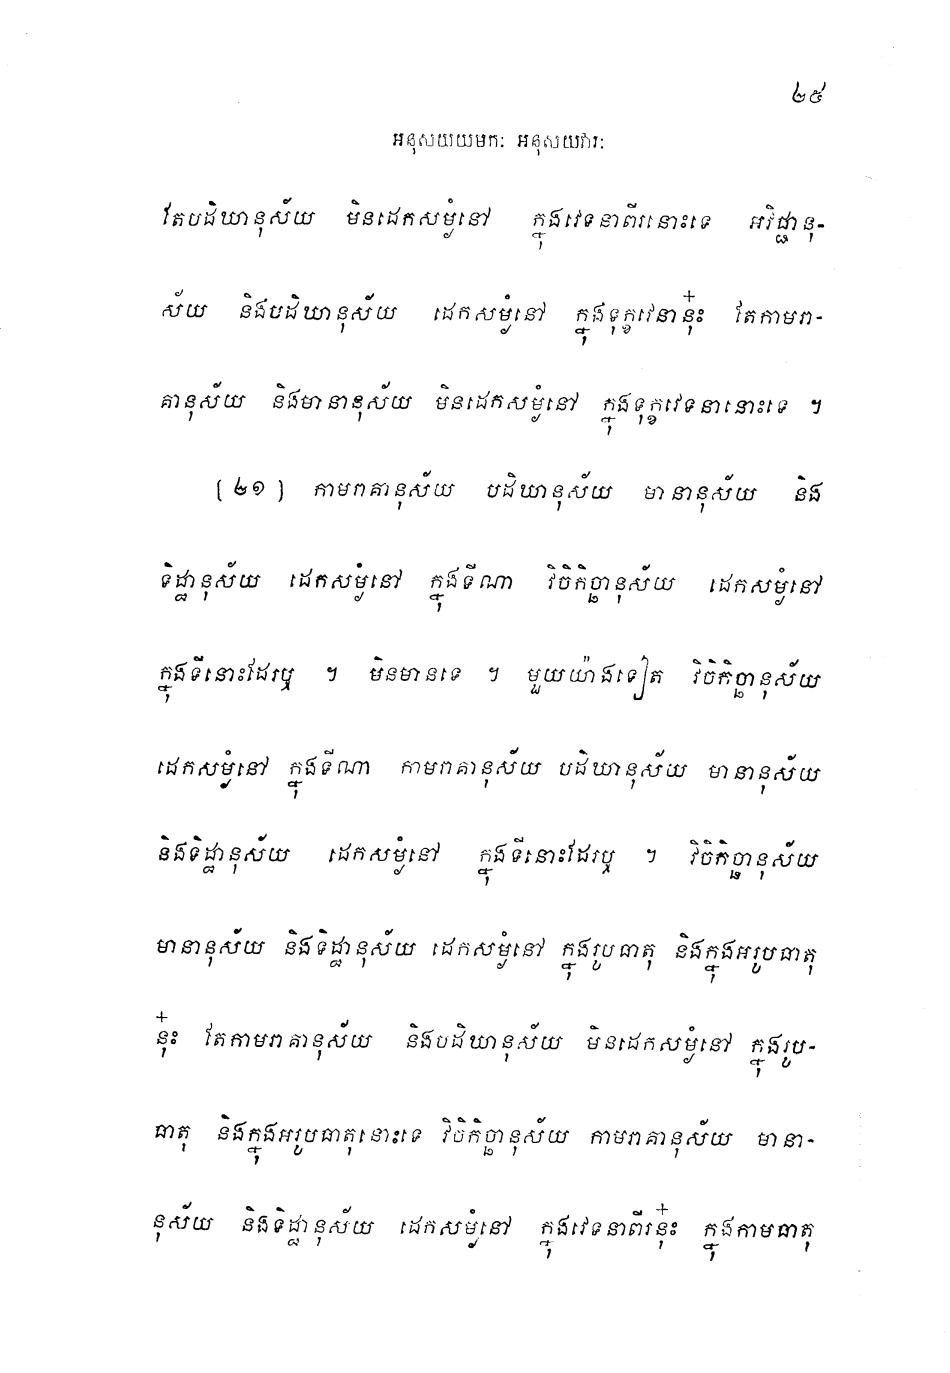 ២៥
អនុសយយមកៈ អនុសយវារៈ
តែបដិឃានុស័យ មិនដេកសម្ងំនៅ ក្នុងវេទនាពីរនោះទេ អវិជ្ជានុ-
ស័យ និងបដិឃានុស័យ ដេកសម្ងំនៅ ក្នុងទុក្ខវេនានុ៎ះ តែកាមរា-
គានុស័យ និងមានានុស័យ មិនដេកសម្ងំនៅ ក្នុងទុក្ខវេទនានោះទេ ។
(២១) កាមរាគានុស័យ បដិឃានុស័យ មានានុស័យ និង
ទិដ្ឋានុស័យ ដេកសម្ងំនៅ ក្នុងទីណា វិចិកិច្ឆានុស័យ ដេកសម្ងំនៅ
ក្នុងទីនោះដែរឬ ។ មិនមានទេ ។ មួយយ៉ាងទៀត វិចិកិច្ឆានុស័យ
ដេកសម្ងំនៅ ក្នុងទីណា កាមរាគានុស័យ បដិឃានុស័យ មានានុស័យ
និងទិដ្ឋានុស័យ ដេកសម្ងំនៅ ក្នុងទីនោះដែរឬ ។ វិចិកិច្ឆានុស័យ
មានានុស័យ និងទិដ្ឋានុស័យ ដេកសម្ងំនៅ ក្នុងរូបធាតុ និងក្នុងអរូបធាតុ
នុ៎ះ តែកាមរាគានុស័យ និងបដិឃានុស័យ មិនដេកសម្ងំនៅ ក្នុងរូប-
ធាតុ និងក្នុងអរូបធាតុនោះទេ វិចិកិច្ឆានុស័យ កាមរាគានុស័យ មានា-
នុស័យ និងទិដ្ឋានុស័យ ដេកសម្ងំនៅ ក្នុងវេទនាពីរនុ៎ះ ក្នុងកាមធាតុ